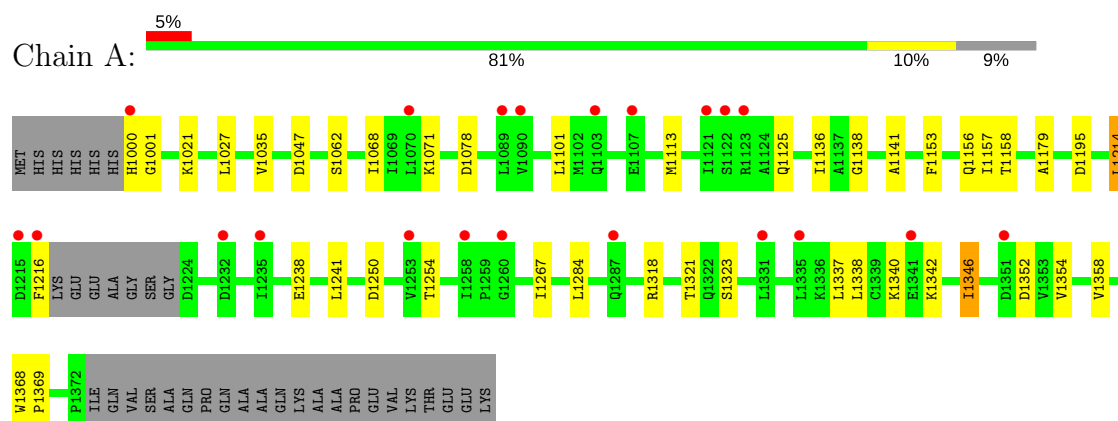 5%
Chain A:
81% 10% 9%
MET HIS HIS HIS HIS HIS H1000 G1001 K1021 L1027 V1035 D1047 S1062 I1068 I1069 L1070 K1071 D1078 L1089 V1090 L1101 M1102 Q1103 E1107 M1113 I1121 S1122 R1123 A1124 Q1125 I1136 A1137 G1138 A1141 F1153 Q1156 I1157 T1158 A1179 D1195 L1214
D1215 F1216 LYS GLU GLU ALA GLY SER GLY D1224 D1232 I1235 E1238 L1241 D1250 V1253 T1254 I1258 P1259 G1260 I1267 L1284 Q1287 R1318 T1321 Q1322 S1323 L1331 L1335 K1336 L1337 L1338 C1339 K1340 E1341 K1342 I1346 D1351 D1352 V1353 V1354 V1358
W1368 P1369 P1372 ILE GLN VAL SER ALA GLN PRO GLN ALA ALA GLN LYS ALA ALA PRO GLU VAL LYS THR GLU GLU LYS